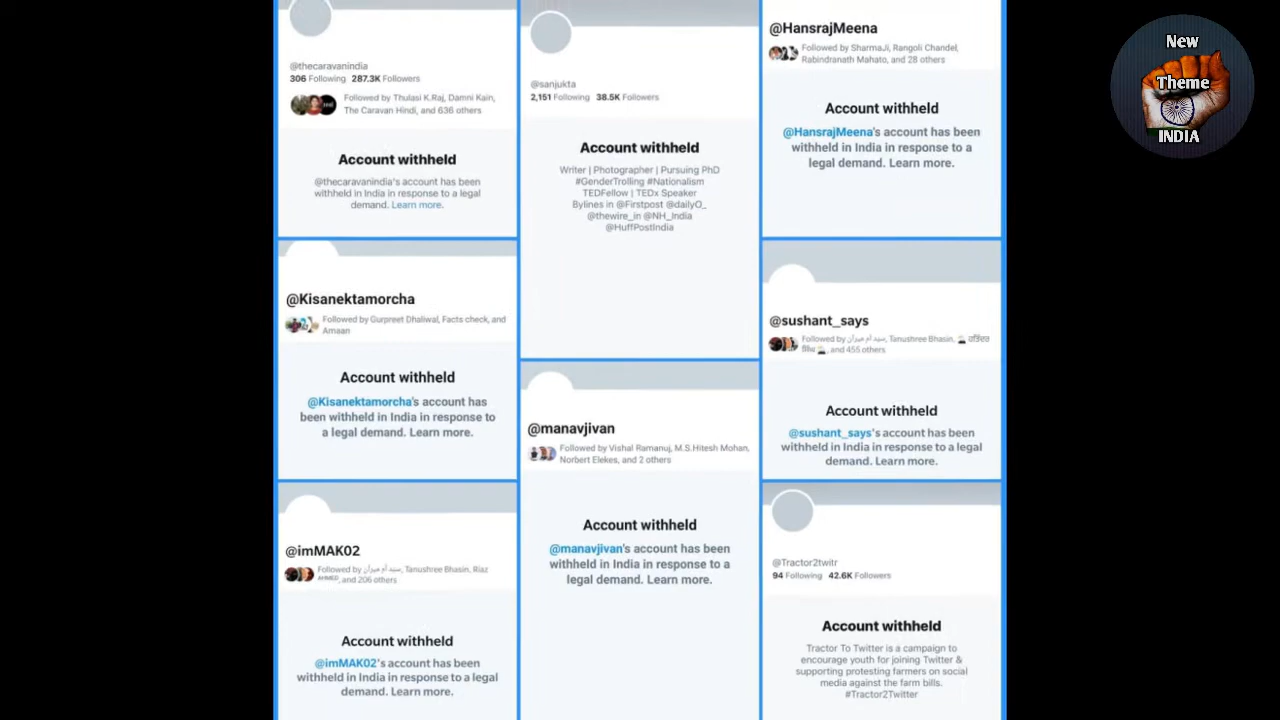 @thecaravanindia
306 Following 287.3K Followers
Followed by Thulasi K.Raj, Damni Kain,
The Caravan Hindi, and 636 others
Account withheld
@thecaravanindia's account has been
withheld in India in response to a legal
demand. Learn more.
@Kisanektamorcha
Followed by Gurpreet Dhaliwal, Facts check, and
Amaan
Account withheld
@Kisanektamorcha's account has
been withheld in India in response to
a legal demand. Learn more.
@imMAK02
Followed by سید ام میران, Tanushree Bhasin, Riaz
AHMED, and 206 others
Account withheld
@imMAK02's account has been
withheld in India in response to a legal
demand. Learn more.
@sanjukta
2,151 Following 38.5K Followers
Account withheld
Writer | Photographer | Pursuing PhD
#GenderTrolling #Nationalism
TEDFellow | TEDx Speaker
Bylines in @Firstpost @dailyO_
@thewire_in @NH_India
@HuffPostIndia
@manavjivan
Followed by Vishal Ramanuj, M.S.Hitesh Mohan,
Norbert Elekes, and 2 others
Account withheld
@manavjivan's account has been
withheld in India in response to a
legal demand. Learn more.
@HansrajMeena
Followed by SharmaJi, Rangoli Chandel,
Rabindranath Mahato, and 28 others
Account withheld
@HansrajMeena's account has been
withheld in India in response to a
legal demand. Learn more.
@sushant_says
Followed by سید ام میران, Tanushree Bhasin,
and 455 others
Account withheld
@sushant_says's account has been
withheld in India in response to a legal
demand. Learn more.
@Tractor2twitr
94 Following 42.6K Followers
Account withheld
Tractor To Twitter is a campaign to
encourage youth for joining Twitter &
supporting protesting farmers on social
media against the farm bills.
#Tractor2Twitter
New
Theme
INDIA